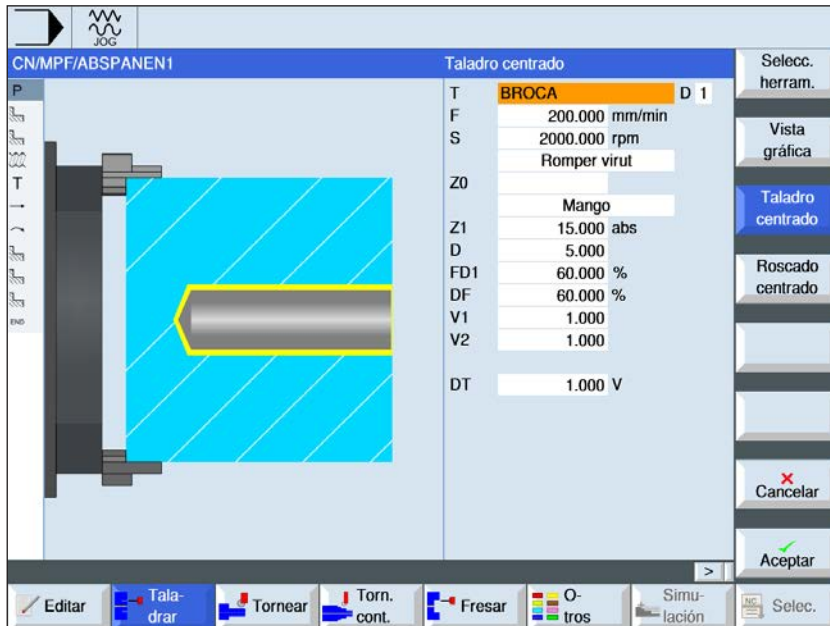 JOG
CN/MPF/ABSPANEN1
Taladro centrado
P
T
END
T BROCA D 1
F 200.000 mm/min
S 2000.000 rpm
Romper virut
Z0
Mango
Z1 15.000 abs
D 5.000
FD1 60.000 %
DF 60.000 %
V1 1.000
V2 1.000
DT 1.000 V
>
Selecc.
herram.
Vista
gráfica
Taladro
centrado
Roscado
centrado
Cancelar
Aceptar
Editar
Tala-
drar
Tornear
Torn.
cont.
Fresar
O-
tros
Simu-
lación
NC
Selec.